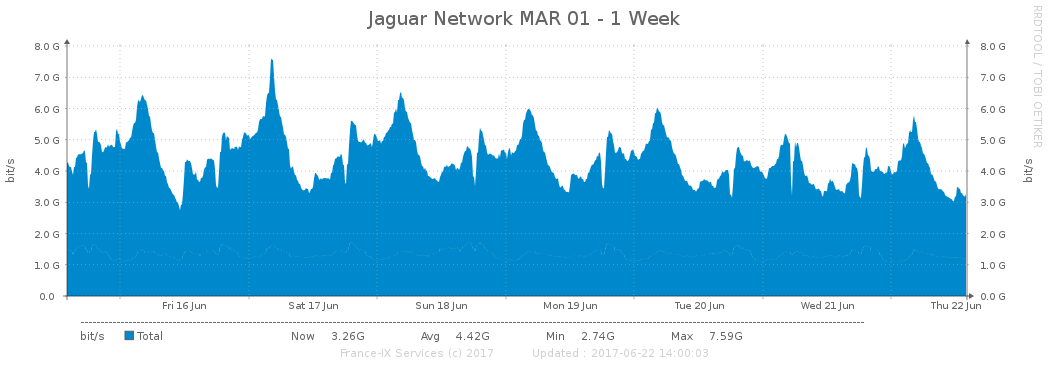 Jaguar Network MAR 01 - 1 Week
RRDTOOL / TOBI OETIKER
8.0 G 8.0 G
7.0 G 7.0 G
6.0 G 6.0 G
5.0 G 5.0 G
4.0 G 4.0 G
3.0 G 3.0 G
2.0 G 2.0 G
1.0 G 1.0 G
0.0 0.0 G
bit/s
bit/s
Fri 16 Jun Sat 17 Jun Sun 18 Jun Mon 19 Jun Tue 20 Jun Wed 21 Jun Thu 22 Jun
bit/s Total Now 3.26G Avg 4.42G Min 2.74G Max 7.59G
France-IX Services (c) 2017 Updated : 2017-06-22 14:00:03